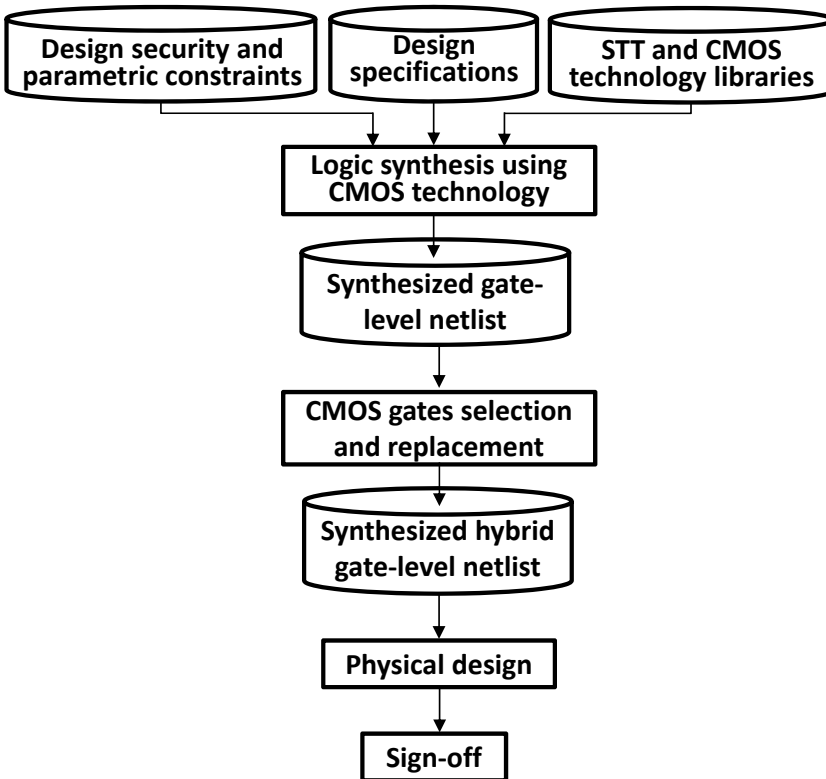 Design security and
parametric constraints
Design
specifications
STT and CMOS
technology libraries
Logic synthesis using
CMOS technology
Synthesized gate-
level netlist
CMOS gates selection
and replacement
Synthesized hybrid
gate-level netlist
Physical design
Sign-off